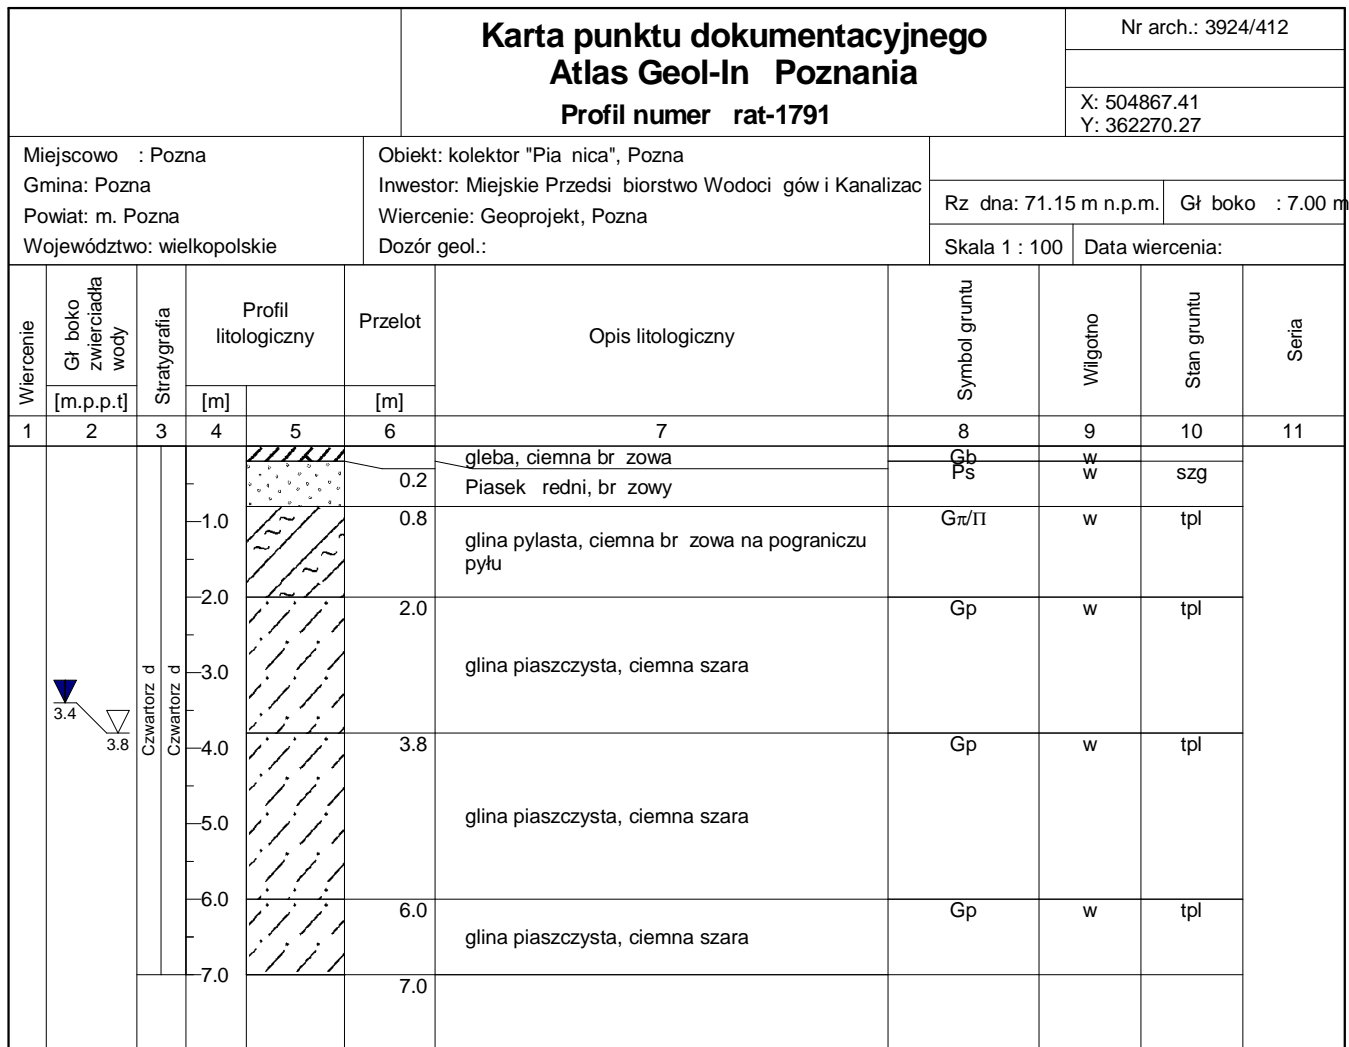 Karta punktu dokumentacyjnego
Atlas Geol-In Poznania
Profil numer rat-1791
Nr arch.: 3924/412
X: 504867.41
Y: 362270.27
Miejscowo : Pozna
Gmina: Pozna
Powiat: m. Pozna
Województwo: wielkopolskie
Obiekt: kolektor "Pia nica", Pozna
Inwestor: Miejskie Przedsi biorstwo Wodoci gów i Kanalizac
Wiercenie: Geoprojekt, Pozna
Dozór geol.:
Rz dna: 71.15 m n.p.m.
Gł boko : 7.00 m
Skala 1 : 100
Data wiercenia:
Wiercenie
Gł boko
zwierciadła
wody
[m.p.p.t]
Stratygrafia
Profil
litologiczny
[m]
Przelot
[m]
Opis litologiczny
Symbol gruntu
Wilgotno
Stan gruntu
Seria
1 2 3 4 5 6 7 8 9 10 11
gleba, ciemna br zowa Gb w
0.2 Piasek redni, br zowy Ps w szg
1.0 0.8 Gπ/Π w tpl
glina pylasta, ciemna br zowa na pograniczu
pyłu
2.0 2.0 Gp w tpl
3.0 glina piaszczysta, ciemna szara
3.4
3.8
Czwartorz d
Czwartorz d
4.0 3.8 Gp w tpl
5.0 glina piaszczysta, ciemna szara
6.0 6.0 Gp w tpl
glina piaszczysta, ciemna szara
7.0 7.0